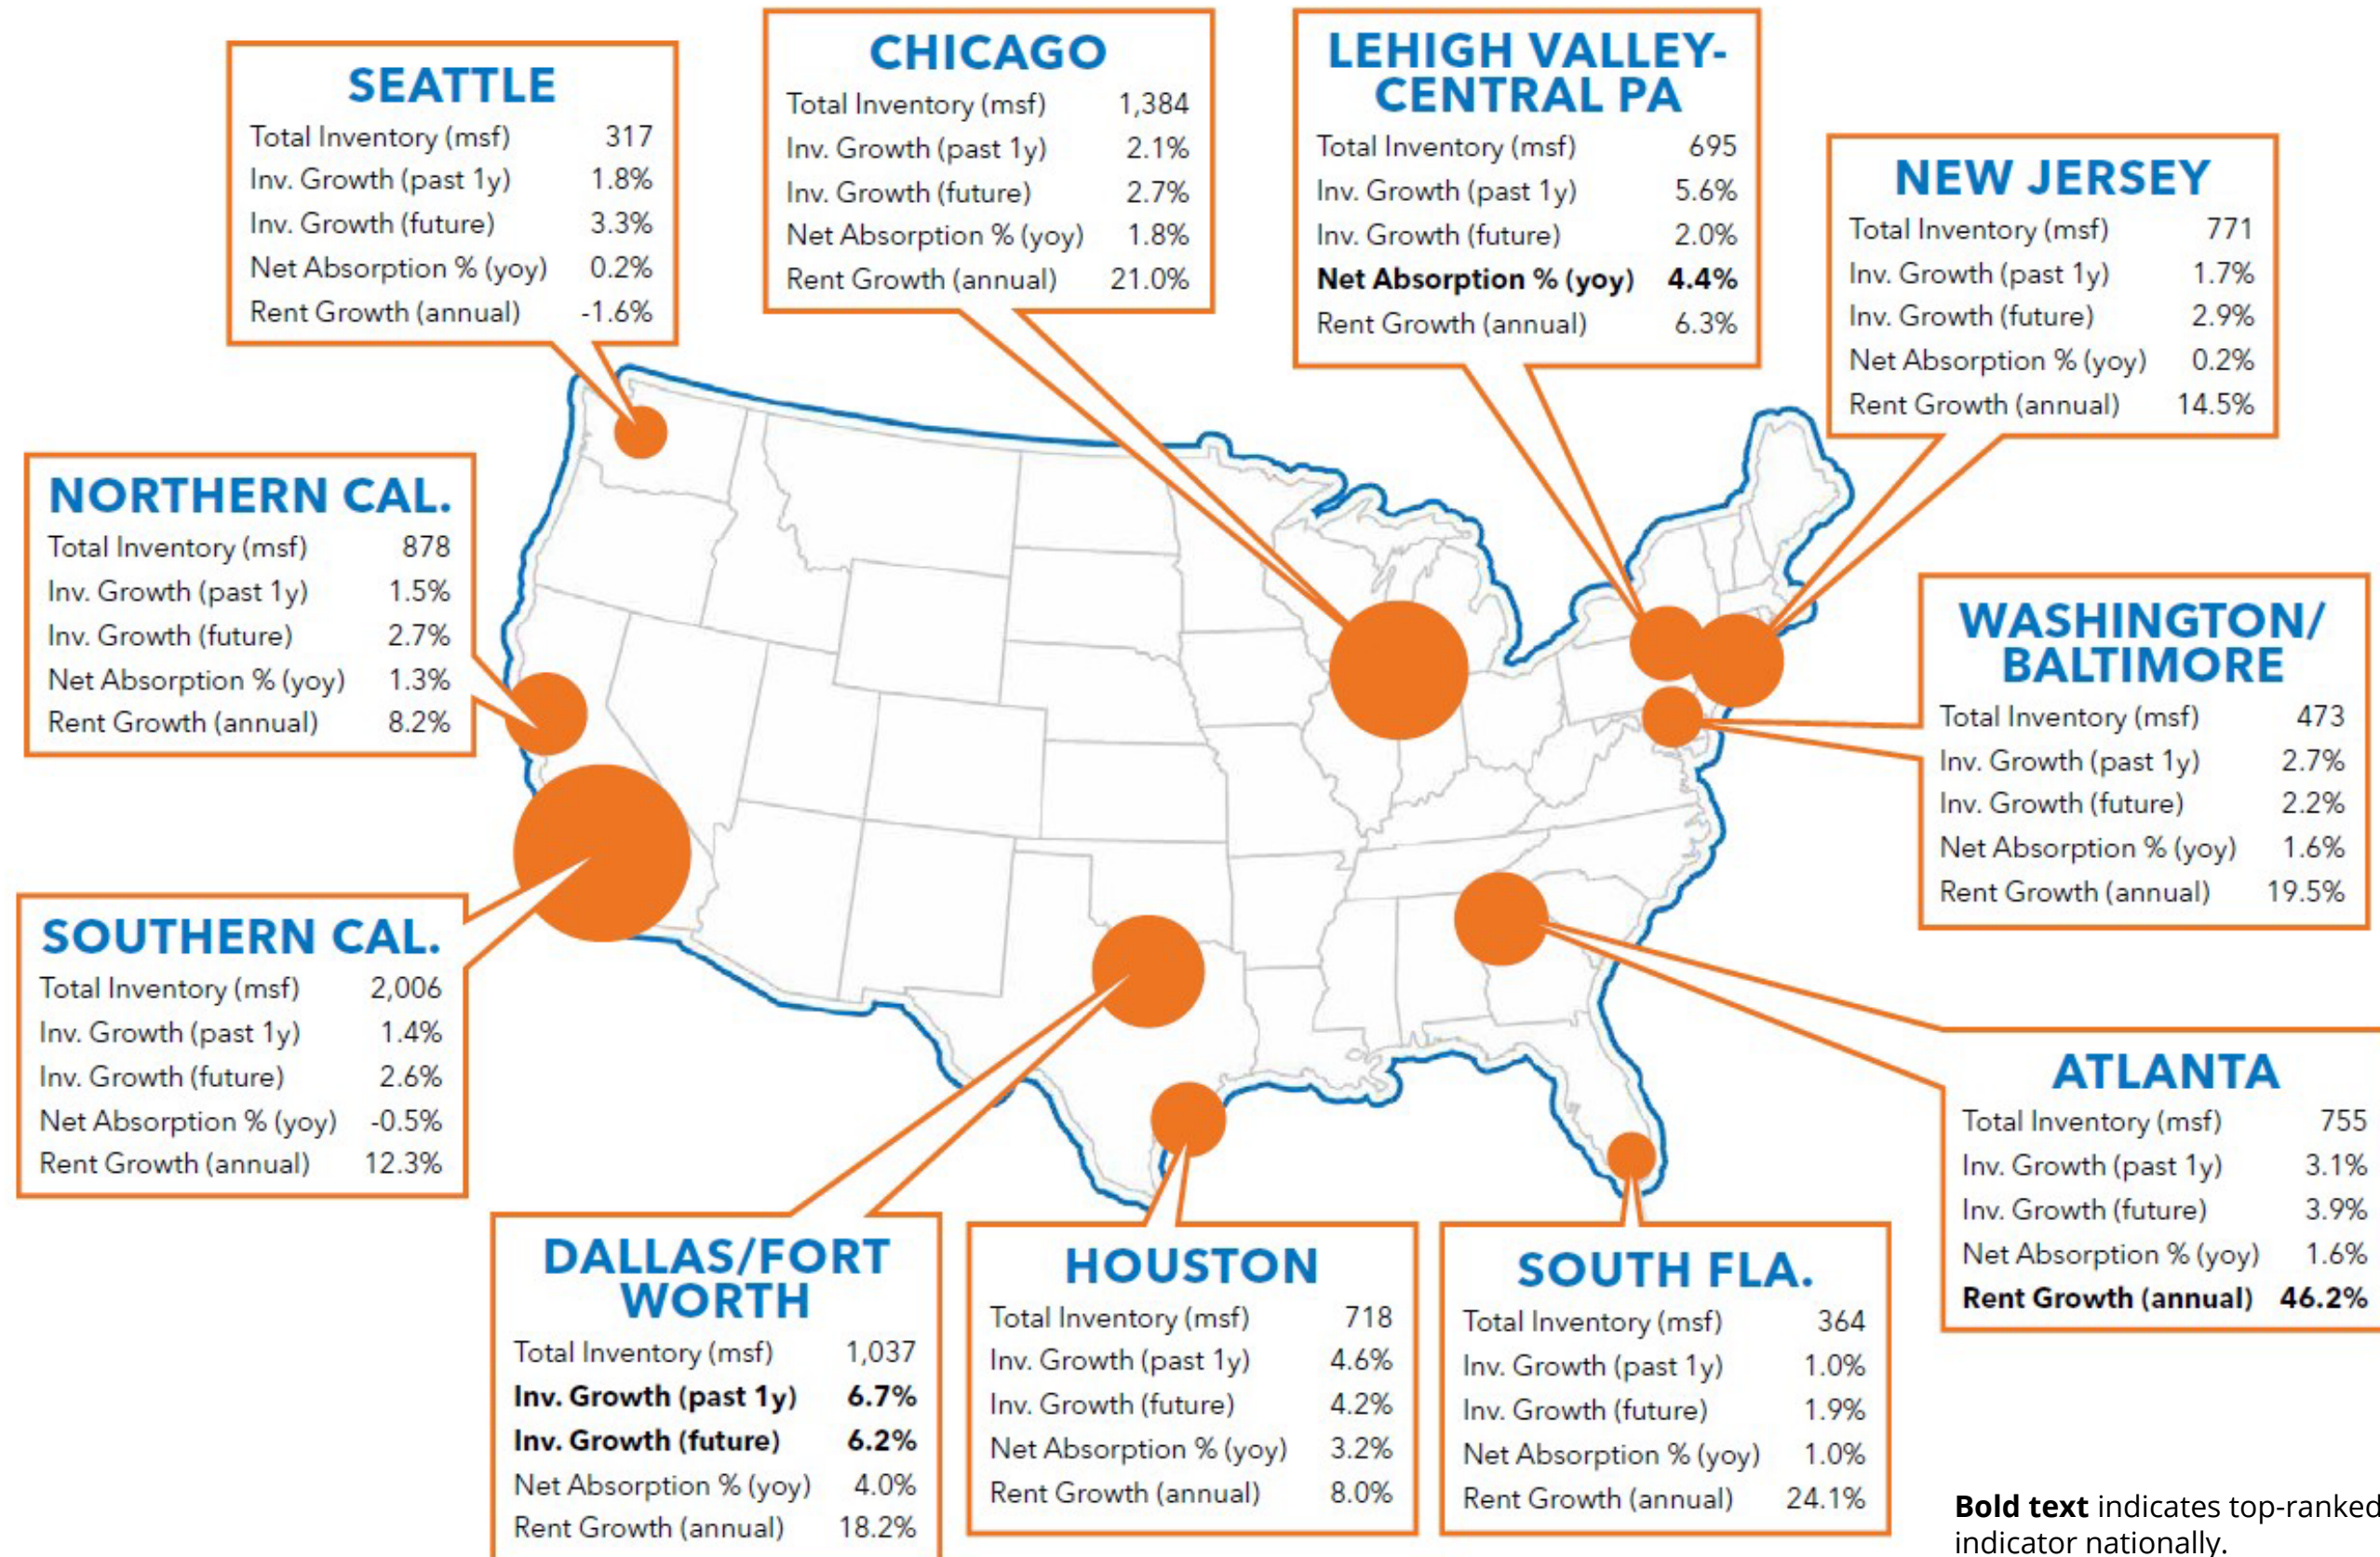 SEATTLE
Total Inventory (msf) 317
Inv. Growth (past 1y) 1.8%
Inv. Growth (future) 3.3%
Net Absorption % (yoy) 0.2%
Rent Growth (annual) -1.6%
CHICAGO
Total Inventory (msf) 1,384
Inv. Growth (past 1y) 2.1%
Inv. Growth (future) 2.7%
Net Absorption % (yoy) 1.8%
Rent Growth (annual) 21.0%
LEHIGH VALLEY-
CENTRAL PA
Total Inventory (msf) 695
Inv. Growth (past 1y) 5.6%
Inv. Growth (future) 2.0%
Net Absorption % (yoy) 4.4%
Rent Growth (annual) 6.3%
NEW JERSEY
Total Inventory (msf) 771
Inv. Growth (past 1y) 1.7%
Inv. Growth (future) 2.9%
Net Absorption % (yoy) 0.2%
Rent Growth (annual) 14.5%
NORTHERN CAL.
Total Inventory (msf) 878
Inv. Growth (past 1y) 1.5%
Inv. Growth (future) 2.7%
Net Absorption % (yoy) 1.3%
Rent Growth (annual) 8.2%
WASHINGTON/
BALTIMORE
Total Inventory (msf) 473
Inv. Growth (past 1y) 2.7%
Inv. Growth (future) 2.2%
Net Absorption % (yoy) 1.6%
Rent Growth (annual) 19.5%
SOUTHERN CAL.
Total Inventory (msf) 2,006
Inv. Growth (past 1y) 1.4%
Inv. Growth (future) 2.6%
Net Absorption % (yoy) -0.5%
Rent Growth (annual) 12.3%
ATLANTA
Total Inventory (msf) 755
Inv. Growth (past 1y) 3.1%
Inv. Growth (future) 3.9%
Net Absorption % (yoy) 1.6%
Rent Growth (annual) 46.2%
DALLAS/FORT
WORTH
Total Inventory (msf) 1,037
Inv. Growth (past 1y) 6.7%
Inv. Growth (future) 6.2%
Net Absorption % (yoy) 4.0%
Rent Growth (annual) 18.2%
HOUSTON
Total Inventory (msf) 718
Inv. Growth (past 1y) 4.6%
Inv. Growth (future) 4.2%
Net Absorption % (yoy) 3.2%
Rent Growth (annual) 8.0%
SOUTH FLA.
Total Inventory (msf) 364
Inv. Growth (past 1y) 1.0%
Inv. Growth (future) 1.9%
Net Absorption % (yoy) 1.0%
Rent Growth (annual) 24.1%
Bold text indicates top-ranked
indicator nationally.